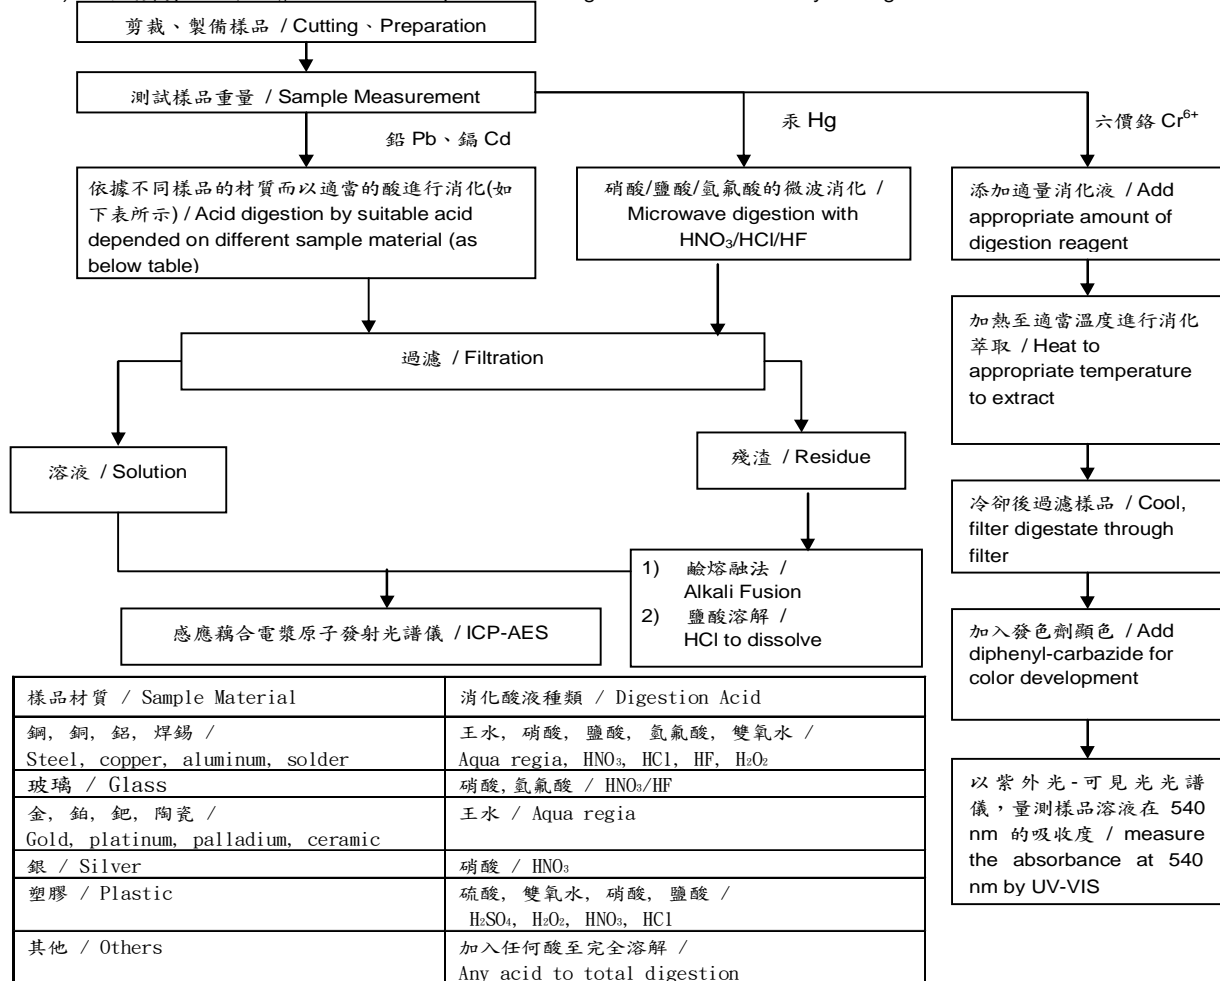 剪裁、製備樣品 / Cutting、Preparation
測試樣品重量 / Sample Measurement
鉛 Pb、鎘 Cd
汞 Hg
六價鉻 Cr⁶⁺
依據不同樣品的材質而以適當的酸進行消化(如
下表所示) / Acid digestion by suitable acid
depended on different sample material (as
below table)
硝酸/鹽酸/氫氟酸的微波消化 /
Microwave digestion with
HNO₃/HCl/HF
添加適量消化液 / Add
appropriate amount of
digestion reagent
加熱至適當溫度進行消化
萃取 / Heat to
appropriate temperature
to extract
過濾 / Filtration
溶液 / Solution
殘渣 / Residue
冷卻後過濾樣品 / Cool,
filter digestate through
filter
1) 鹼熔融法 /
Alkali Fusion
2) 鹽酸溶解 /
HCl to dissolve
感應藕合電漿原子發射光譜儀 / ICP-AES
加入發色劑顯色 / Add
diphenyl-carbazide for
color development
以紫外光-可見光光譜
儀，量測樣品溶液在 540
nm 的吸收度 / measure
the absorbance at 540
nm by UV-VIS
樣品材質 / Sample Material
消化酸液種類 / Digestion Acid
鋼, 銅, 鋁, 焊錫 /
Steel, copper, aluminum, solder
王水, 硝酸, 鹽酸, 氫氟酸, 雙氧水 /
Aqua regia, HNO₃, HCl, HF, H₂O₂
玻璃 / Glass
硝酸, 氫氟酸 / HNO₃/HF
金, 鉑, 鈀, 陶瓷 /
Gold, platinum, palladium, ceramic
王水 / Aqua regia
銀 / Silver
硝酸 / HNO₃
塑膠 / Plastic
硫酸, 雙氧水, 硝酸, 鹽酸 /
H₂SO₄, H₂O₂, HNO₃, HCl
其他 / Others
加入任何酸至完全溶解 /
Any acid to total digestion